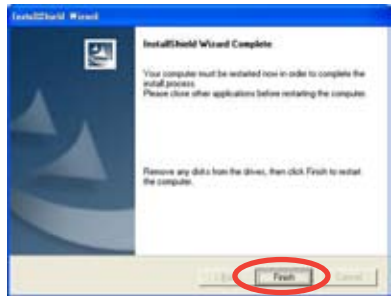 InstallShield Wizard
InstallShield Wizard Complete
Your computer must be restarted now in order to complete the
install process.
Please close other applications before restarting the computer.
Remove any disks from the drives, then click Finish to restart
the computer.
Finish
Cancel